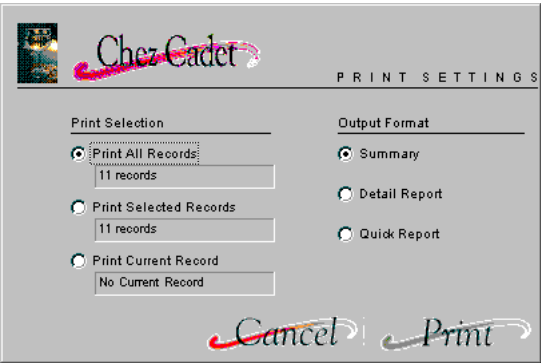 Chez Cadet
PRINT SETTINGS
Print Selection
Print All Records
11 records
Print Selected Records
11 records
Print Current Record
No Current Record
Output Format
Summary
Detail Report
Quick Report
Cancel
Print